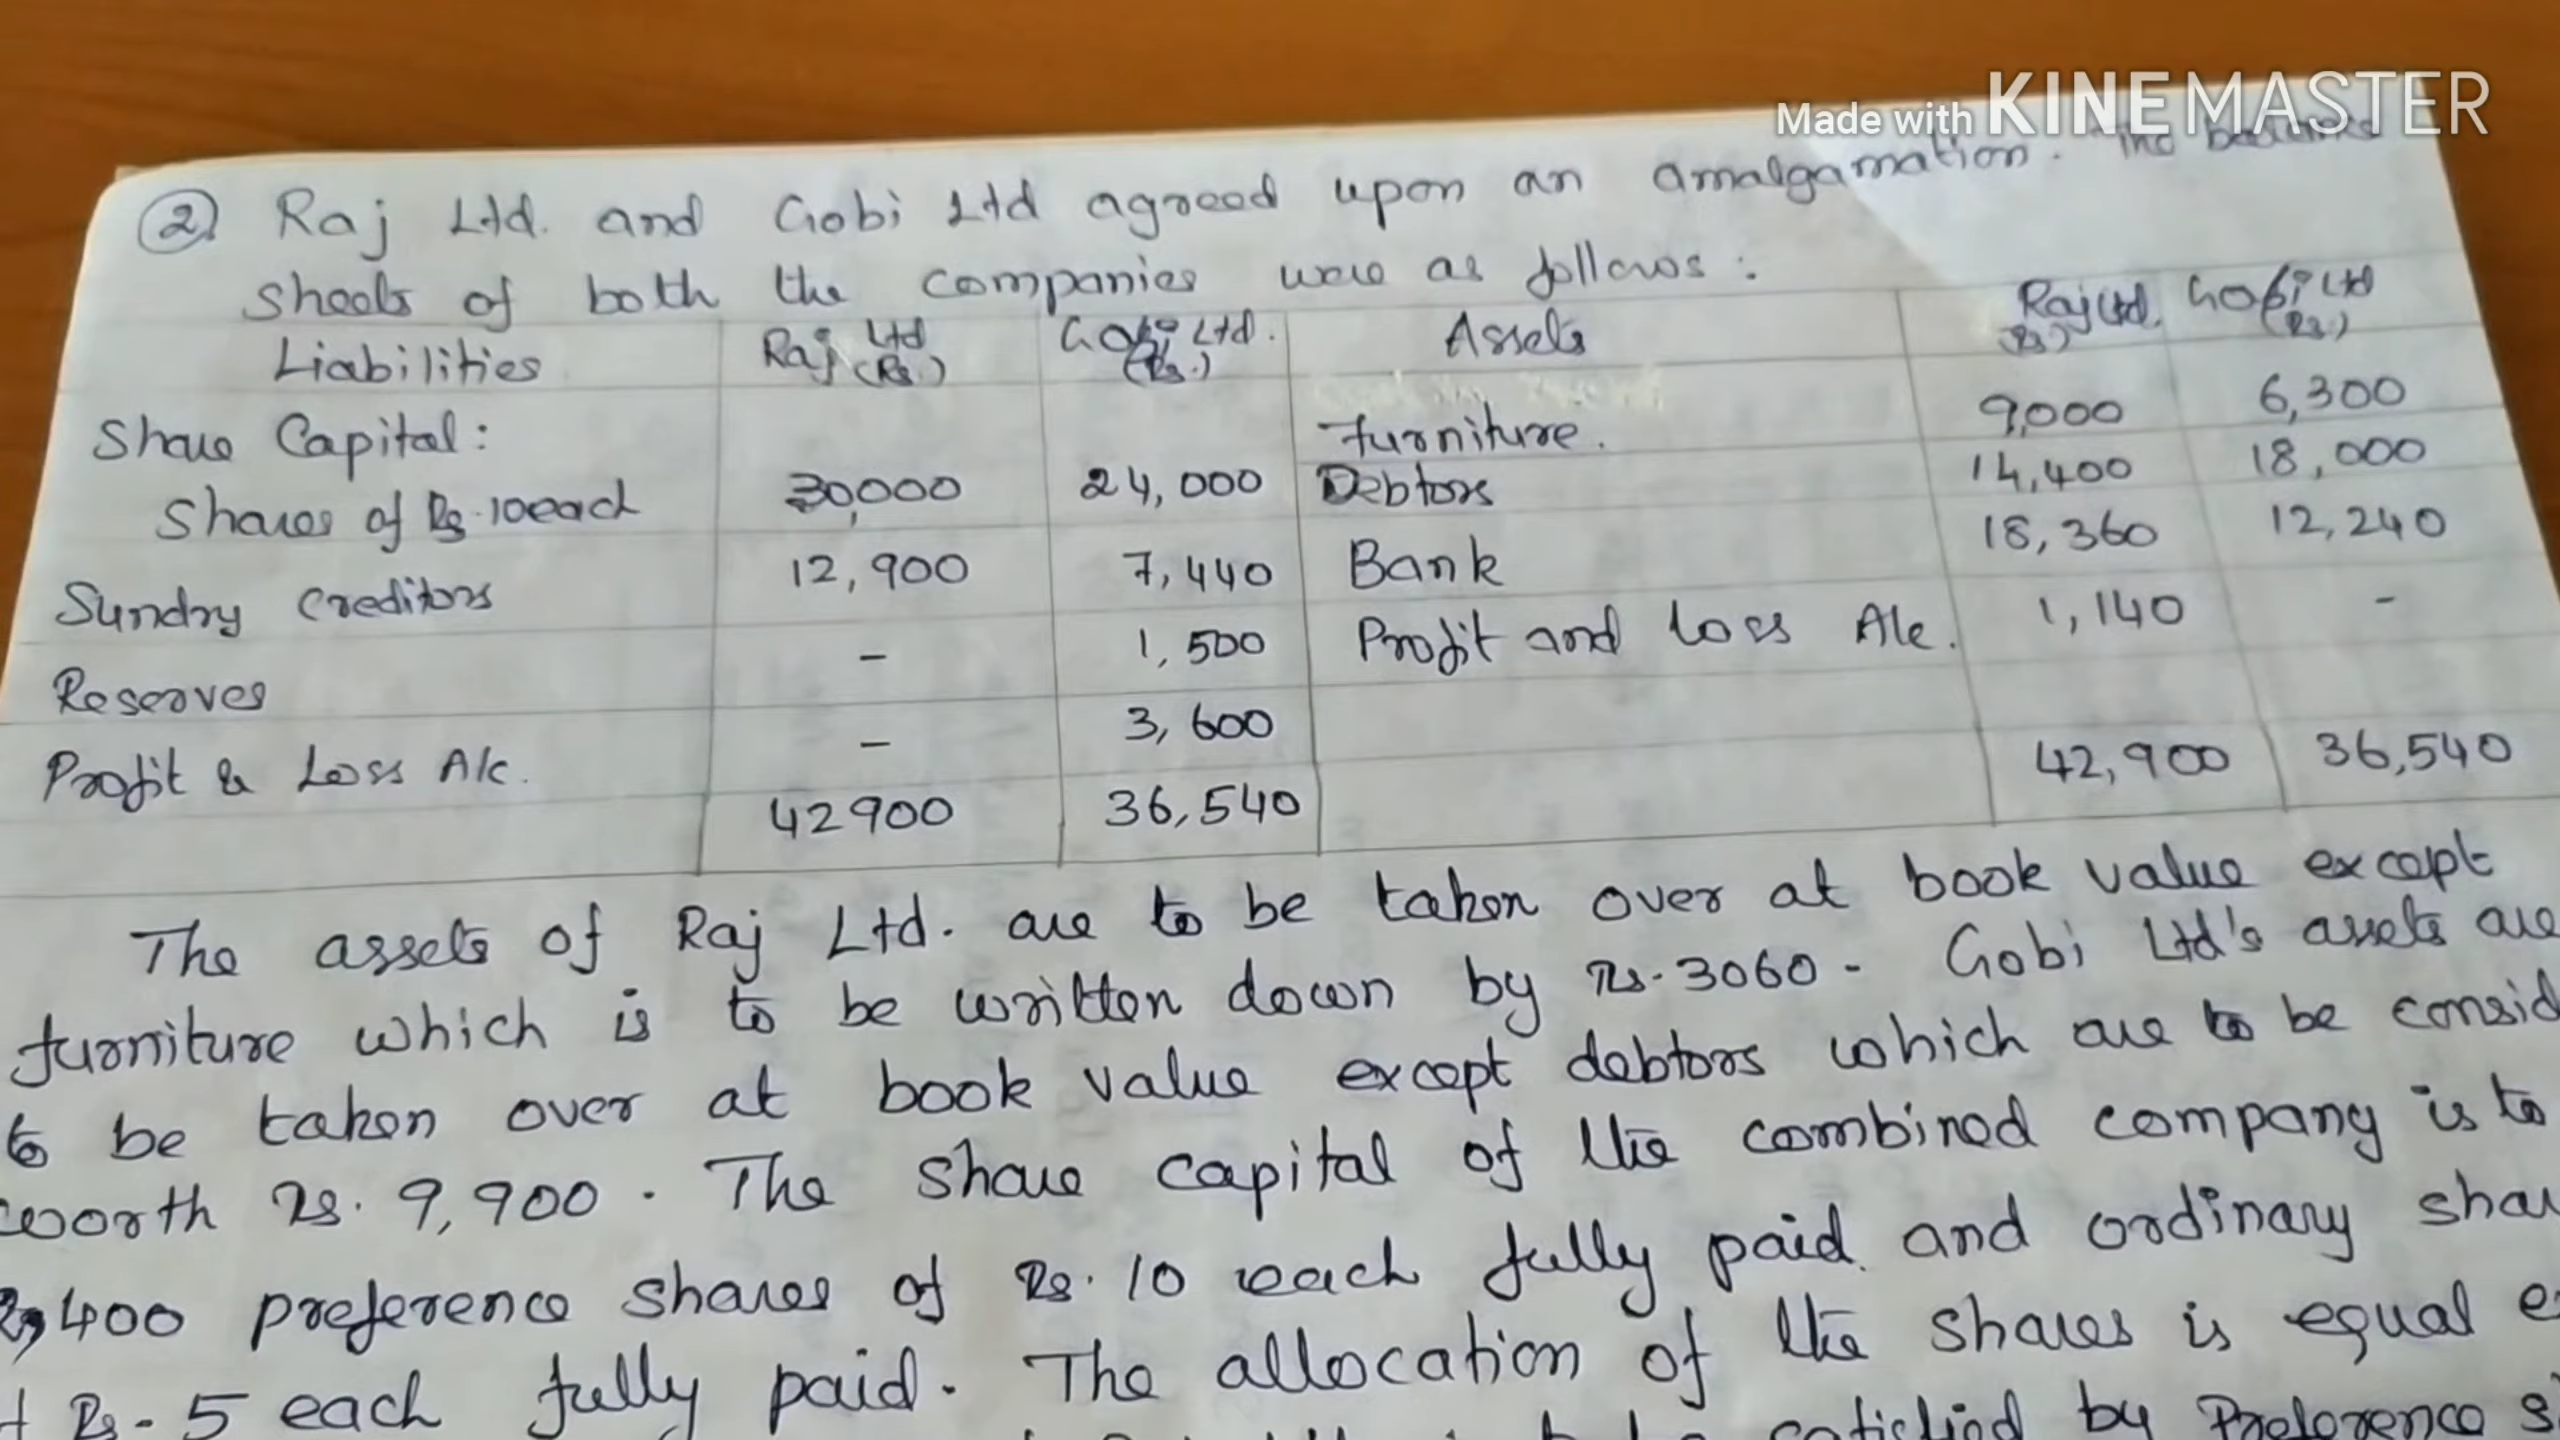 Made with KINEMASTER
② Raj Ltd. and Gobi Ltd agreed upon an amalgamation. The
sheets of both the companies were as follows:
Liabilities | Raj Ltd (Rs.) | Gobi Ltd. (Rs.) | Assets | Raj Ltd. (Rs) | Gobi Ltd (Rs.)
Share Capital: | | | Furniture. | 9,000 | 6,300
Shares of Rs.10 each | 30,000 | 24,000 | Debtors | 14,400 | 18,000
Sundry Creditors | 12,900 | 7,440 | Bank | 18,360 | 12,240
Reserves | - | 1,500 | Profit and Loss A/c. | 1,140 | -
Profit & Loss A/c. | - | 3,600
42900 | 36,540 | 42,900 | 36,540
The assets of Raj Ltd. are to be taken over at book value except
furniture which is to be written down by Rs.3060. Gobi Ltd's assets are
to be taken over at book value except debtors which are to be consid
worth Rs. 9,900. The share capital of the combined company is to
400 preference shares of Rs. 10 each fully paid and ordinary shar
Rs. 5 each fully paid. The allocation of the shares is equal
satisfied by Preference